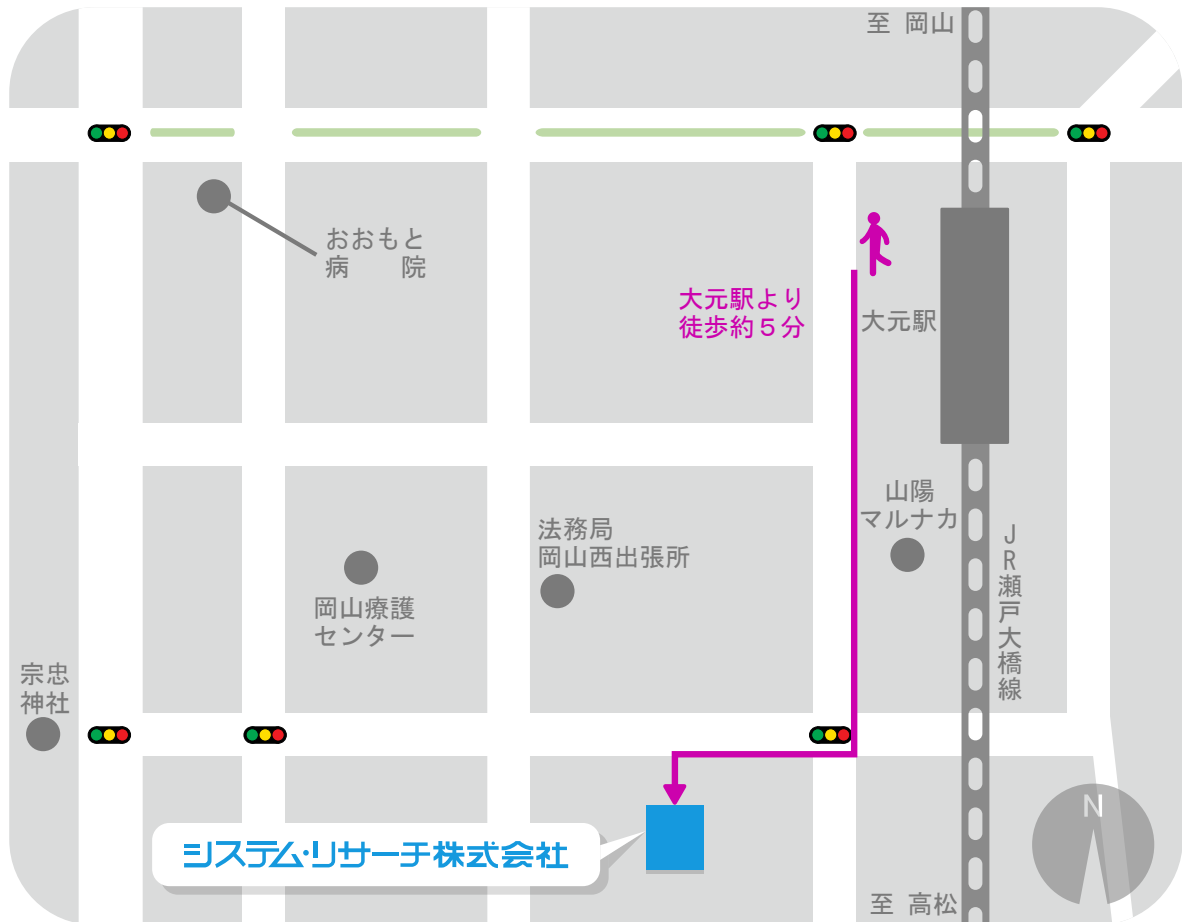 至 岡山
おおもと
病 院
大元駅より
徒歩約５分
大元駅
山陽
マルナカ
法務局
岡山西出張所
JR瀬戸大橋線
岡山療護
センター
宗忠
神社
N
システム・リサーチ株式会社
至 高松